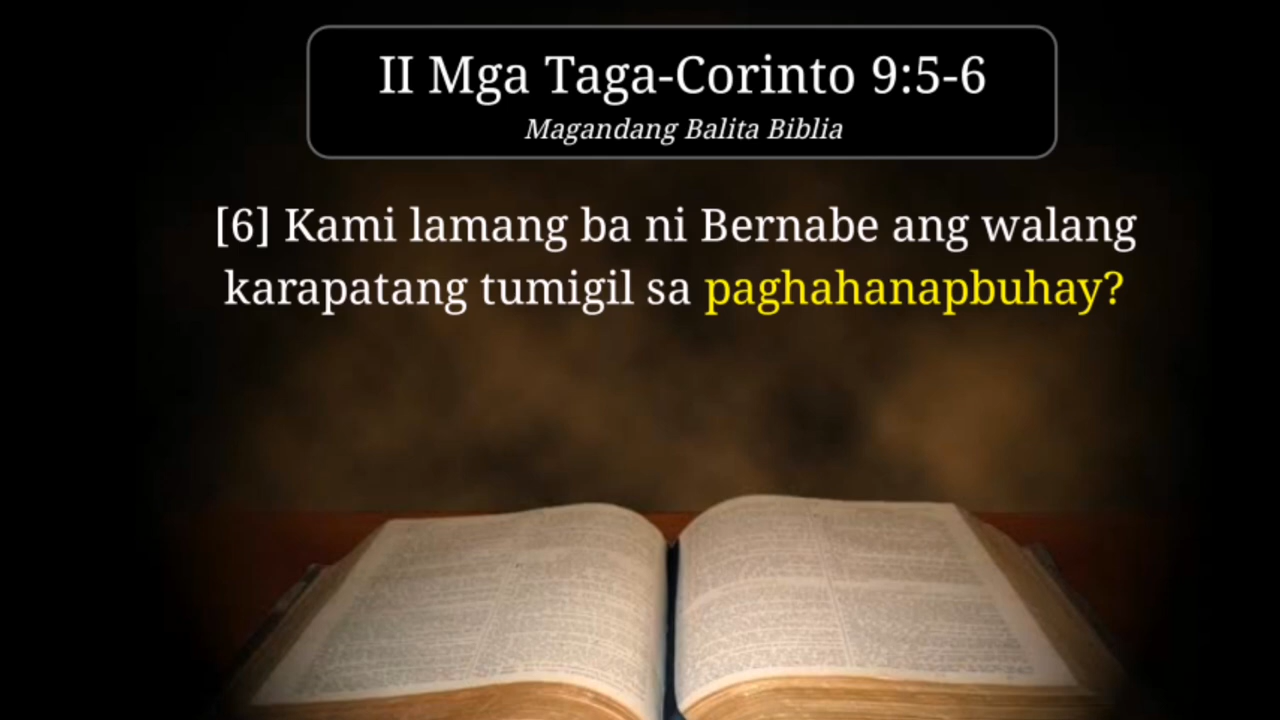 II Mga Taga-Corinto 9:5-6
Magandang Balita Biblia
[6] Kami lamang ba ni Bernabe ang walang
karapatang tumigil sa paghahanapbuhay?